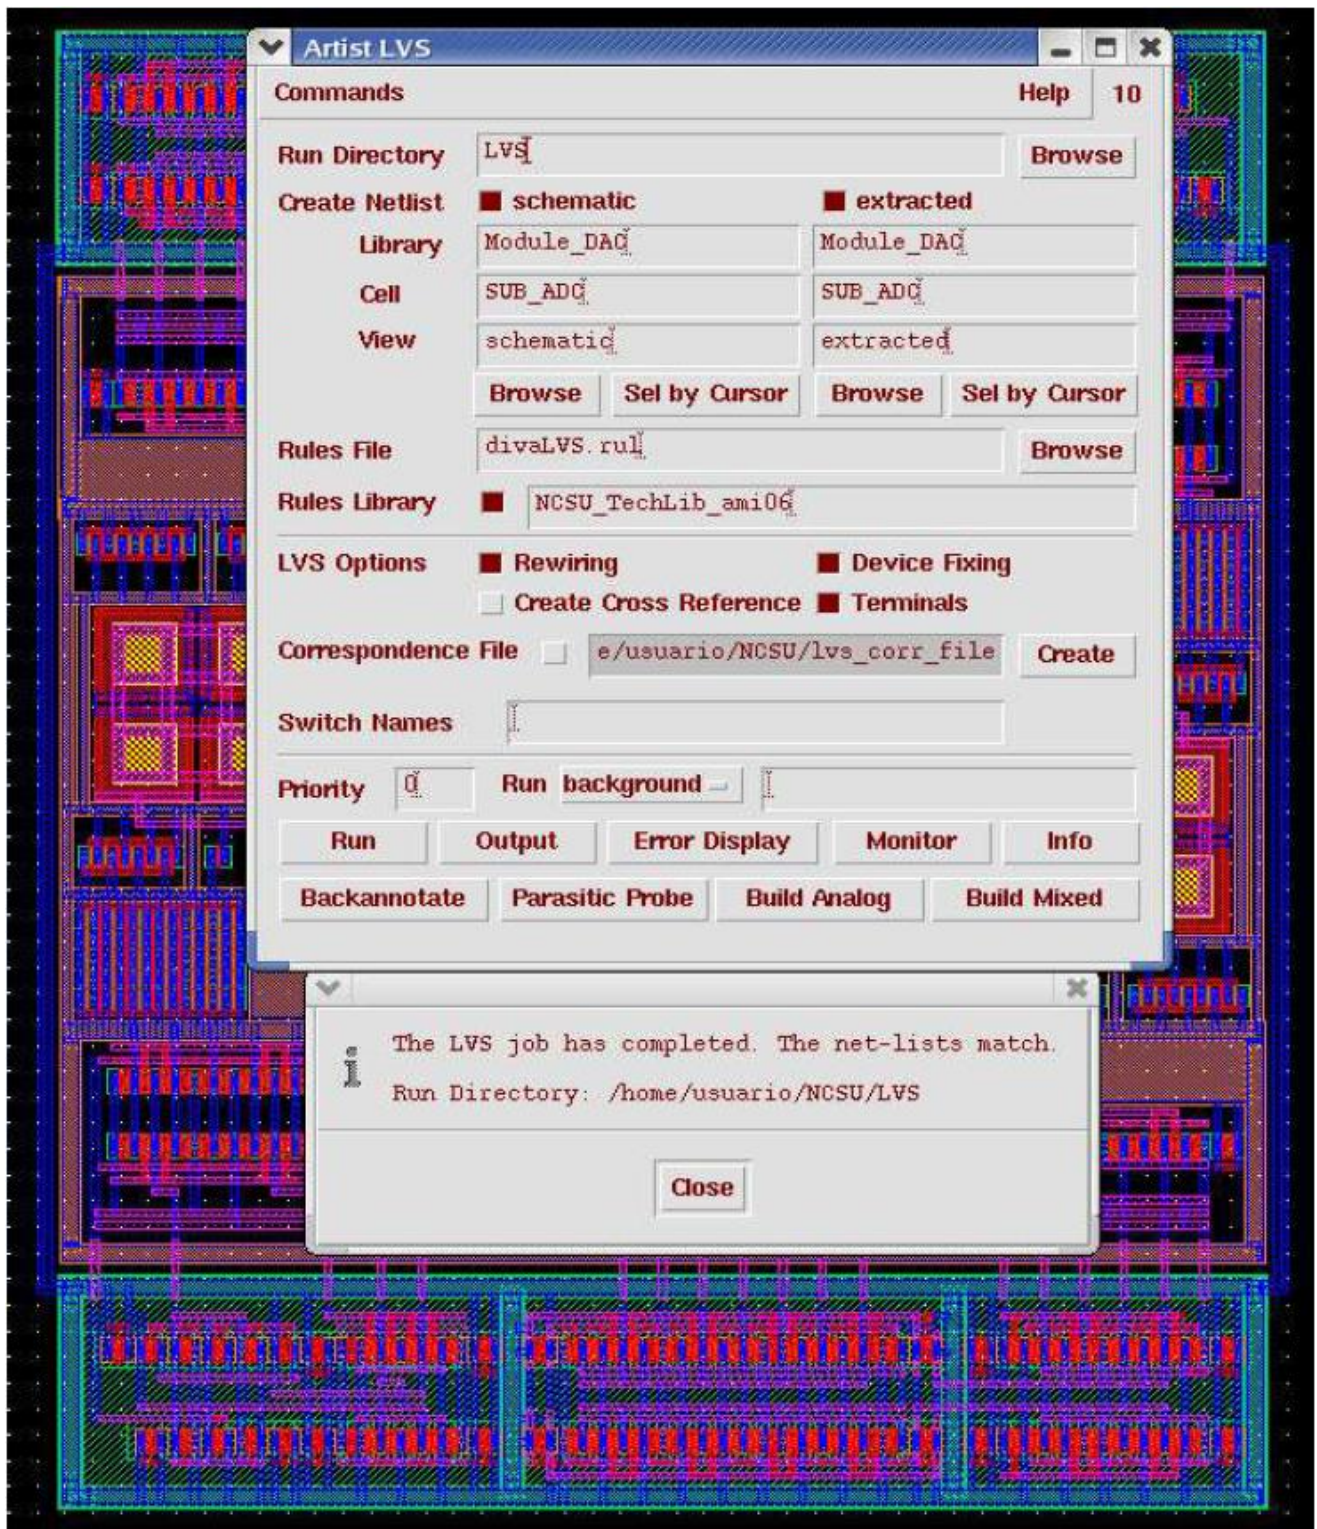 Artist LVS
Commands Help 10
Run Directory LVS Browse
Create Netlist schematic extracted
Library Module_DAC Module_DAC
Cell SUB_ADC SUB_ADC
View schematic extracted
Browse Sel by Cursor Browse Sel by Cursor
Rules File divaLVS.rul Browse
Rules Library NCSU_TechLib_ami06
LVS Options Rewiring Device Fixing
Create Cross Reference Terminals
Correspondence File e/usuario/NCSU/lvs_corr_file Create
Switch Names
Priority 0 Run background
Run Output Error Display Monitor Info
Backannotate Parasitic Probe Build Analog Build Mixed
i The LVS job has completed. The net-lists match.
Run Directory: /home/usuario/NCSU/LVS
Close